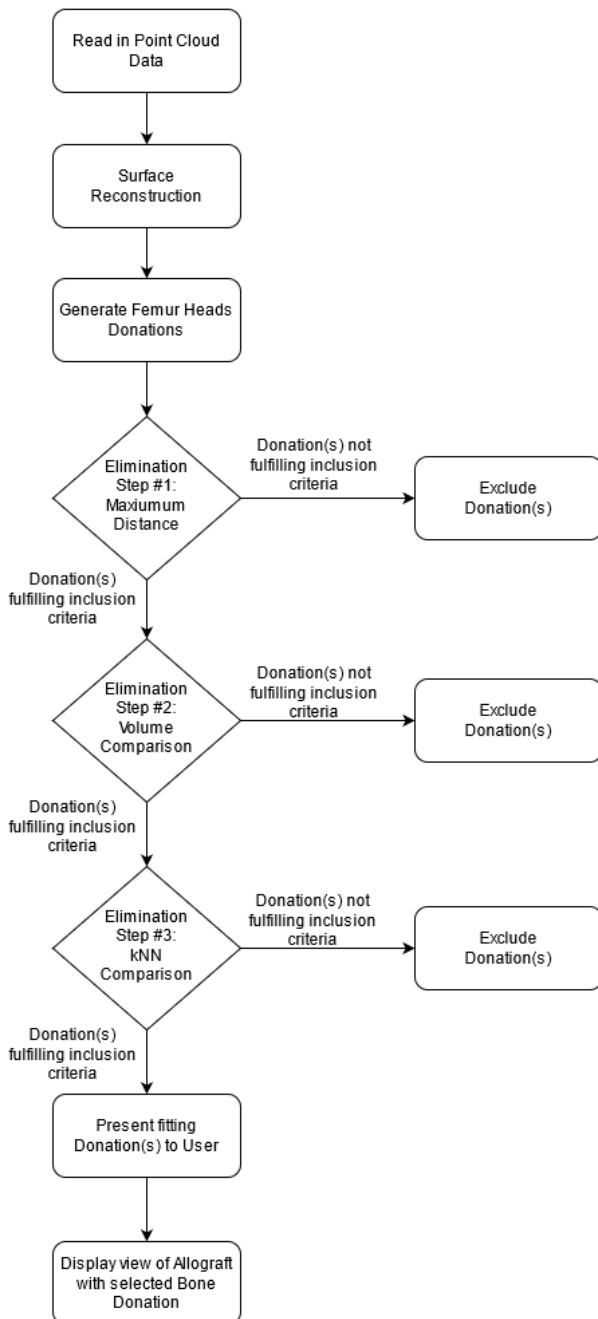 Read in Point Cloud
Data
Surface
Reconstruction
Generate Femur Heads
Donations
Elimination
Step #1:
Maxiumum
Distance
Donation(s) not
fulfilling inclusion
criteria
Exclude
Donation(s)
Donation(s)
fulfilling inclusion
criteria
Elimination
Step #2:
Volume
Comparison
Donation(s) not
fulfilling inclusion
criteria
Exclude
Donation(s)
Donation(s)
fulfilling inclusion
criteria
Elimination
Step #3:
kNN
Comparison
Donation(s) not
fulfilling inclusion
criteria
Exclude
Donation(s)
Donation(s)
fulfilling inclusion
criteria
Present fitting
Donation(s) to User
Display view of Allograft
with selected Bone
Donation